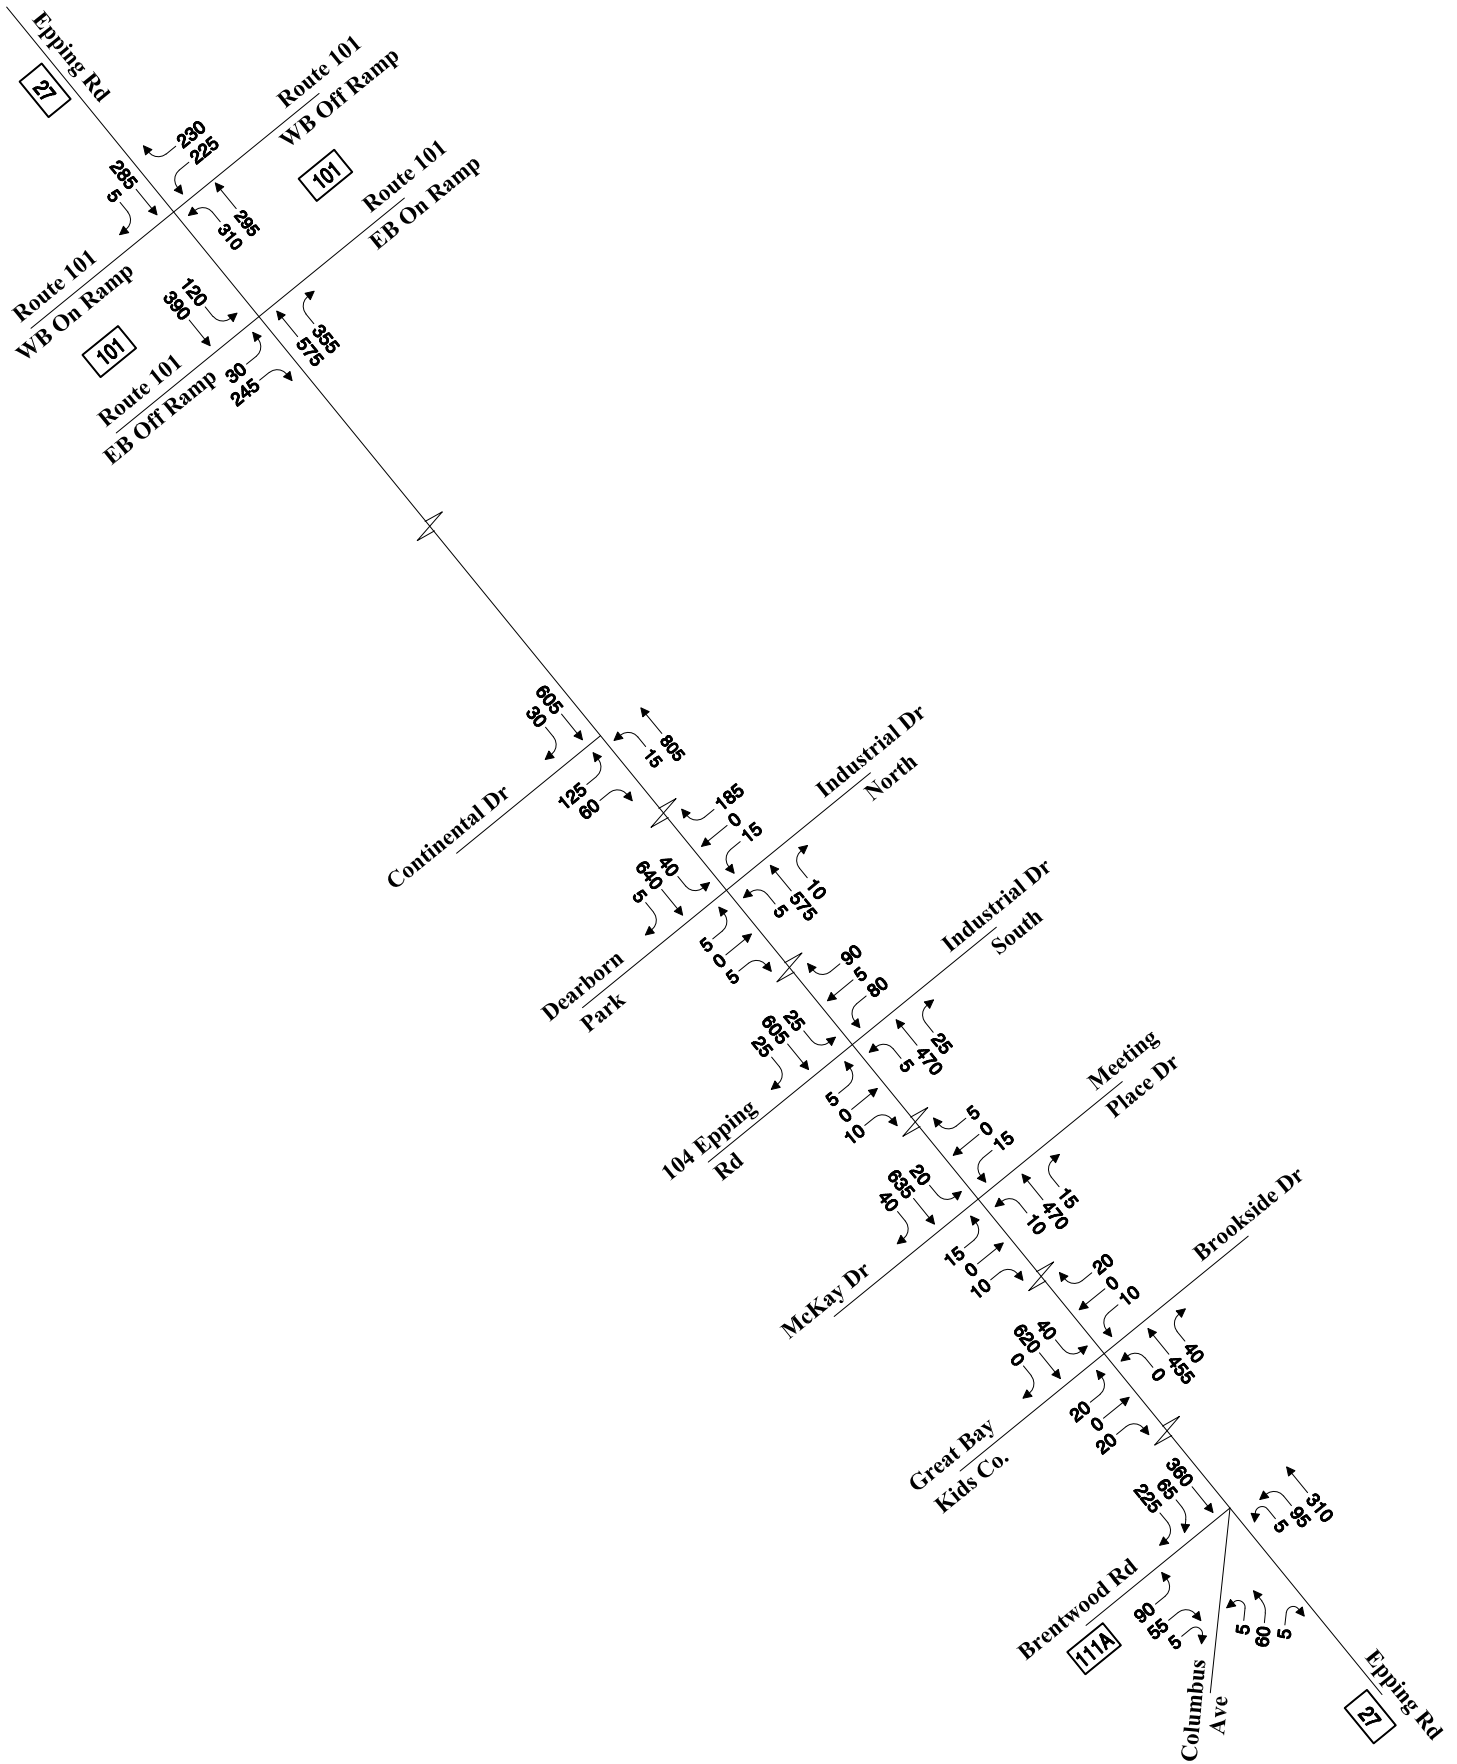 Epping Rd
27
Route 101
WB Off Ramp
101
230
225
285
5
295
310
Route 101
WB On Ramp
101
Route 101
EB On Ramp
120
390
355
575
30
245
Route 101
EB Off Ramp
605
30
805
15
125
60
Continental Dr
185
0
15
Industrial Dr
North
40
640
5
10
575
5
5
0
5
Dearborn
Park
90
5
80
Industrial Dr
South
25
605
25
25
470
5
5
0
10
104 Epping
Rd
5
0
15
Meeting
Place Dr
20
635
40
15
470
10
15
0
10
McKay Dr
20
0
10
Brookside Dr
40
620
0
40
455
0
20
0
20
Great Bay
Kids Co.
360
65
225
310
95
5
Brentwood Rd
111A
90
55
5
5
60
5
Columbus
Ave
Epping Rd
27